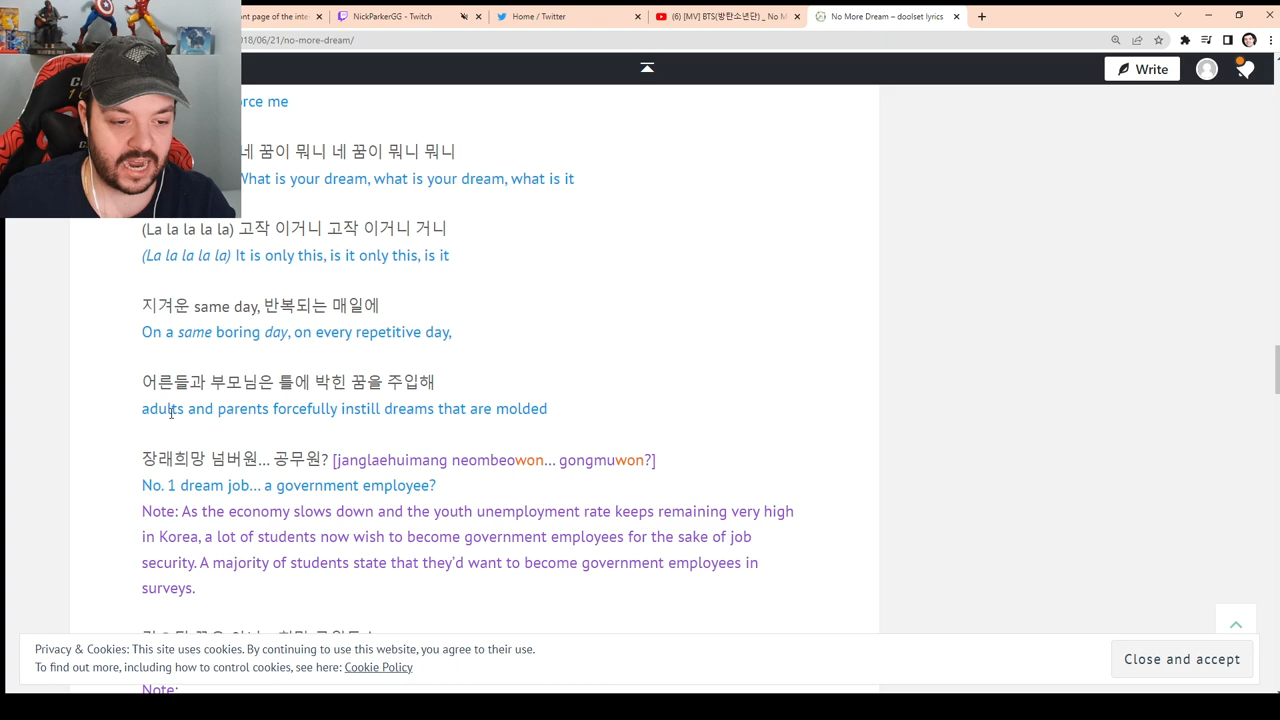 nt page of the inte
NickParkerGG - Twitch
Home / Twitter
(6) [MV] BTS(방탄소년단) _ No M
No More Dream – doolset lyrics
018/06/21/no-more-dream/
Write
orce me
네 꿈이 뭐니 네 꿈이 뭐니 뭐니
What is your dream, what is your dream, what is it
(La la la la la) 고작 이거니 고작 이거니 거니
(La la la la la) It is only this, is it only this, is it
지겨운 same day, 반복되는 매일에
On a same boring day, on every repetitive day,
어른들과 부모님은 틀에 박힌 꿈을 주입해
adults and parents forcefully instill dreams that are molded
장래희망 넘버원… 공무원? [janglaehuimang neombeowon… gongmuwon?]
No. 1 dream job… a government employee?
Note: As the economy slows down and the youth unemployment rate keeps remaining very high
in Korea, a lot of students now wish to become government employees for the sake of job
security. A majority of students state that they'd want to become government employees in
surveys.
Privacy & Cookies: This site uses cookies. By continuing to use this website, you agree to their use.
To find out more, including how to control cookies, see here: Cookie Policy
Close and accept
Note: